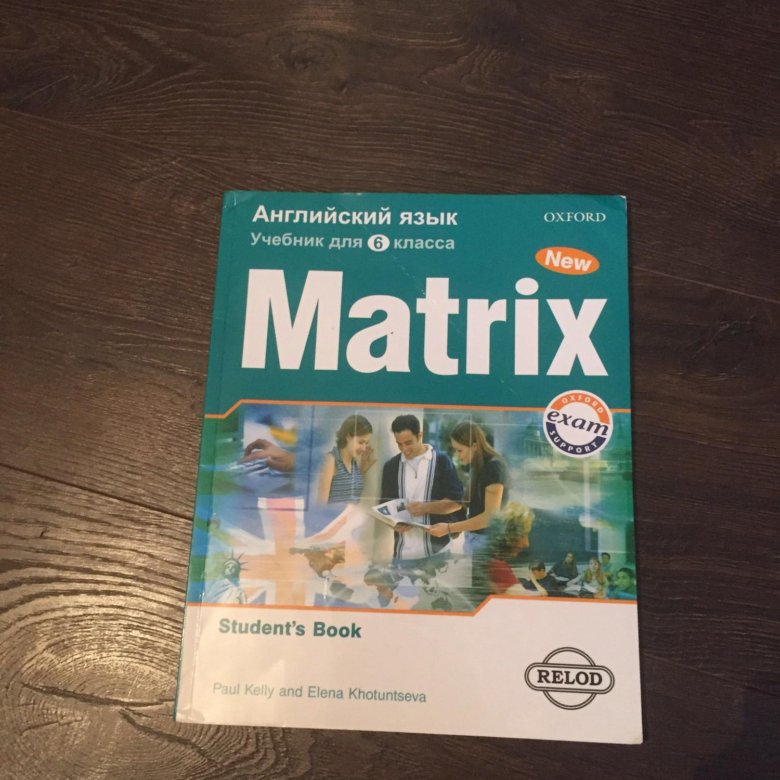 Английский язык
OXFORD
Учебник для 6 класса
New
Matrix
OXFORD
exam
SUPPORT
Student's Book
RELOD
Paul Kelly and Elena Khotuntseva